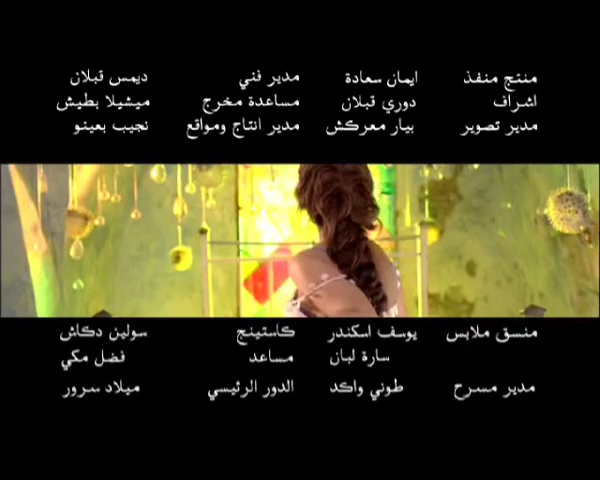 منتج منفذ ايمان سعادة مدير فني ديمس قبلان
اشراف دوري قبلان مساعدة مخرج ميشيلا بطيش
مدير تصوير بيار معركش مدير انتاج ومواقع نجيب بعينو
منسق ملابس يوسف اسكندر كاستينج سولين دكاش
سارة لبان مساعد فضل مكي
مدير مسرح طوني واكد الدور الرئيسي ميلاد سرور